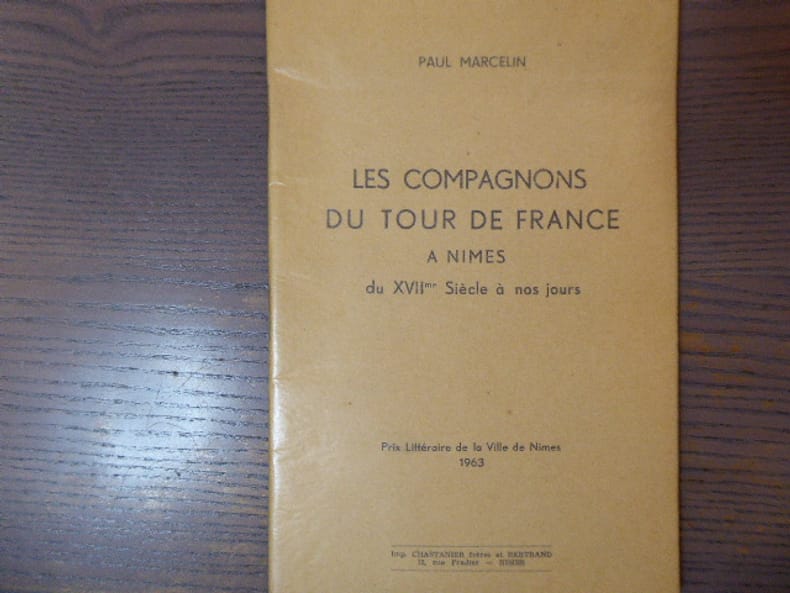 PAUL MARCELIN
LES COMPAGNONS
DU TOUR DE FRANCE
A NIMES
du XVIIme Siècle à nos jours
Prix Littéraire de la Ville de Nimes
1963
Imp. CHASTANIER frères et BERTRAND
12, rue Pradier — NIMES